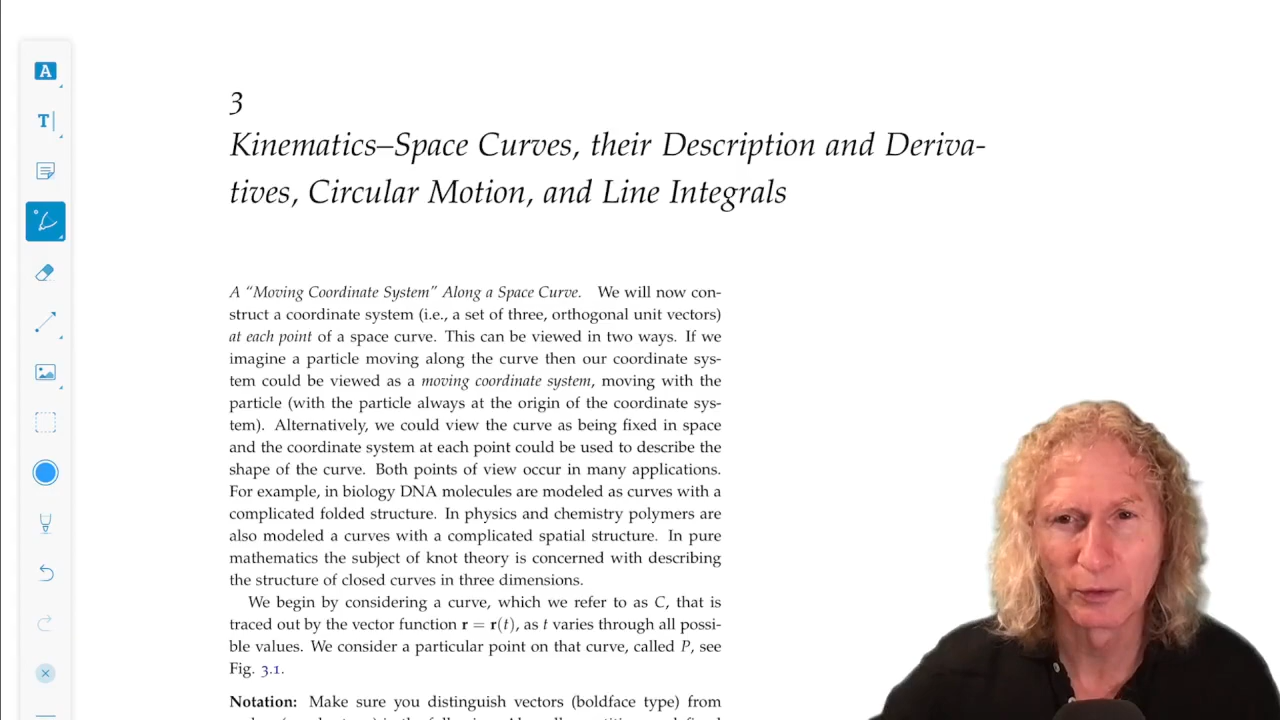 A
T
3
Kinematics–Space Curves, their Description and Deriva-
tives, Circular Motion, and Line Integrals
A “Moving Coordinate System” Along a Space Curve. We will now con-
struct a coordinate system (i.e., a set of three, orthogonal unit vectors)
at each point of a space curve. This can be viewed in two ways. If we
imagine a particle moving along the curve then our coordinate sys-
tem could be viewed as a moving coordinate system, moving with the
particle (with the particle always at the origin of the coordinate sys-
tem). Alternatively, we could view the curve as being fixed in space
and the coordinate system at each point could be used to describe the
shape of the curve. Both points of view occur in many applications.
For example, in biology DNA molecules are modeled as curves with a
complicated folded structure. In physics and chemistry polymers are
also modeled a curves with a complicated spatial structure. In pure
mathematics the subject of knot theory is concerned with describing
the structure of closed curves in three dimensions.
We begin by considering a curve, which we refer to as C, that is
traced out by the vector function r = r(t), as t varies through all possi-
ble values. We consider a particular point on that curve, called P, see
Fig. 3.1.
Notation: Make sure you distinguish vectors (boldface type) from